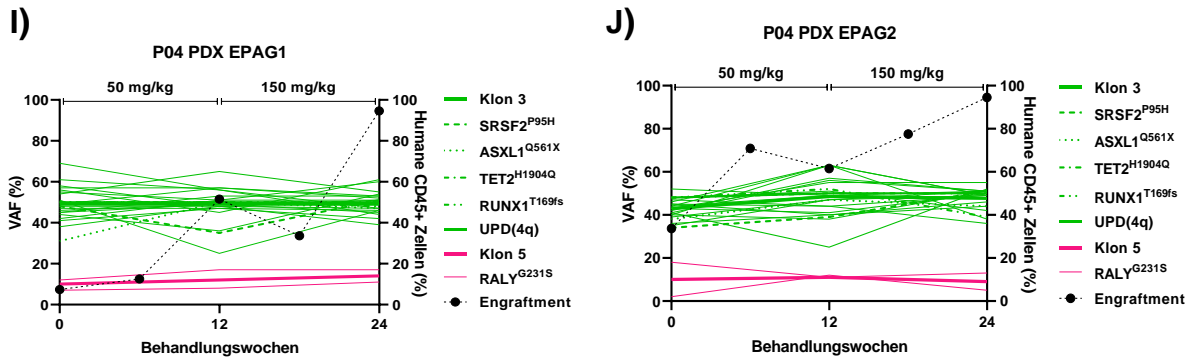 I)
P04 PDX EPAG1
50 mg/kg 150 mg/kg
100 100
80 80
60 60
40 40
20 20
0 0
0 12 24
VAF (%)
Humane CD45+ Zellen (%)
Behandlungswochen
Klon 3
SRSF2P95H
ASXL1Q561X
TET2H1904Q
RUNX1T169fs
UPD(4q)
Klon 5
RALYG231S
Engraftment
J)
P04 PDX EPAG2
50 mg/kg 150 mg/kg
100 100
80 80
60 60
40 40
20 20
0 0
0 12 24
VAF (%)
Humane CD45+ Zellen (%)
Behandlungswochen
Klon 3
SRSF2P95H
ASXL1Q561X
TET2H1904Q
RUNX1T169fs
UPD(4q)
Klon 5
RALYG231S
Engraftment